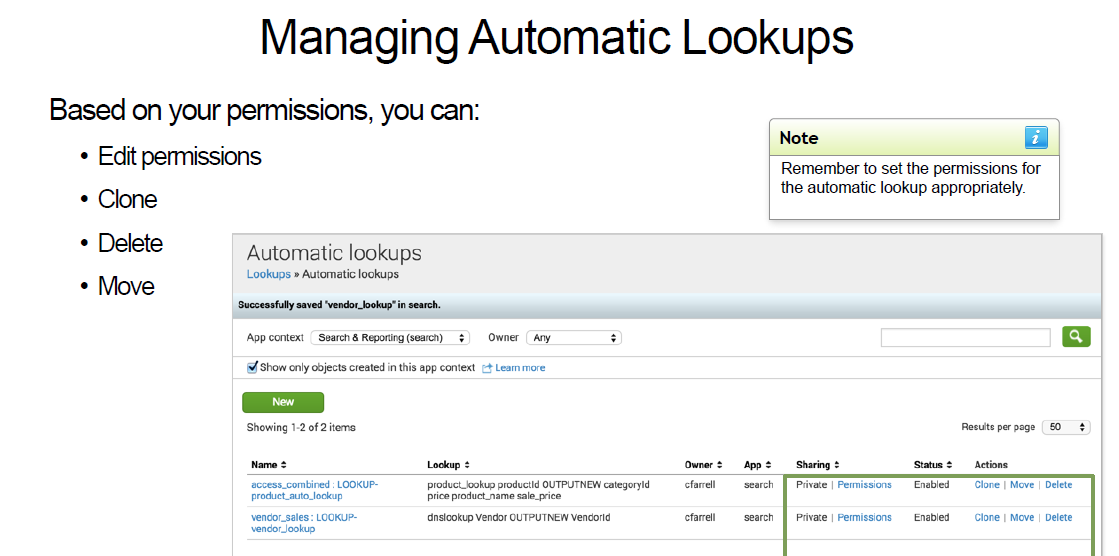 Managing Automatic Lookups
Based on your permissions, you can:
• Edit permissions
• Clone
• Delete
• Move
Note
Remember to set the permissions for
the automatic lookup appropriately.
Automatic lookups
Lookups » Automatic lookups
Successfully saved "vendor_lookup" in search.
App context Search & Reporting (search) Owner Any
Show only objects created in this app context Learn more
New
Showing 1-2 of 2 items Results per page 50
Name Lookup Owner App Sharing Status Actions
access_combined : LOOKUP- product_lookup productId OUTPUTNEW categoryId cfarrell search Private | Permissions Enabled Clone | Move | Delete
product_auto_lookup price product_name sale_price
vendor_sales : LOOKUP- dnslookup Vendor OUTPUTNEW VendorId cfarrell search Private | Permissions Enabled Clone | Move | Delete
vendor_lookup